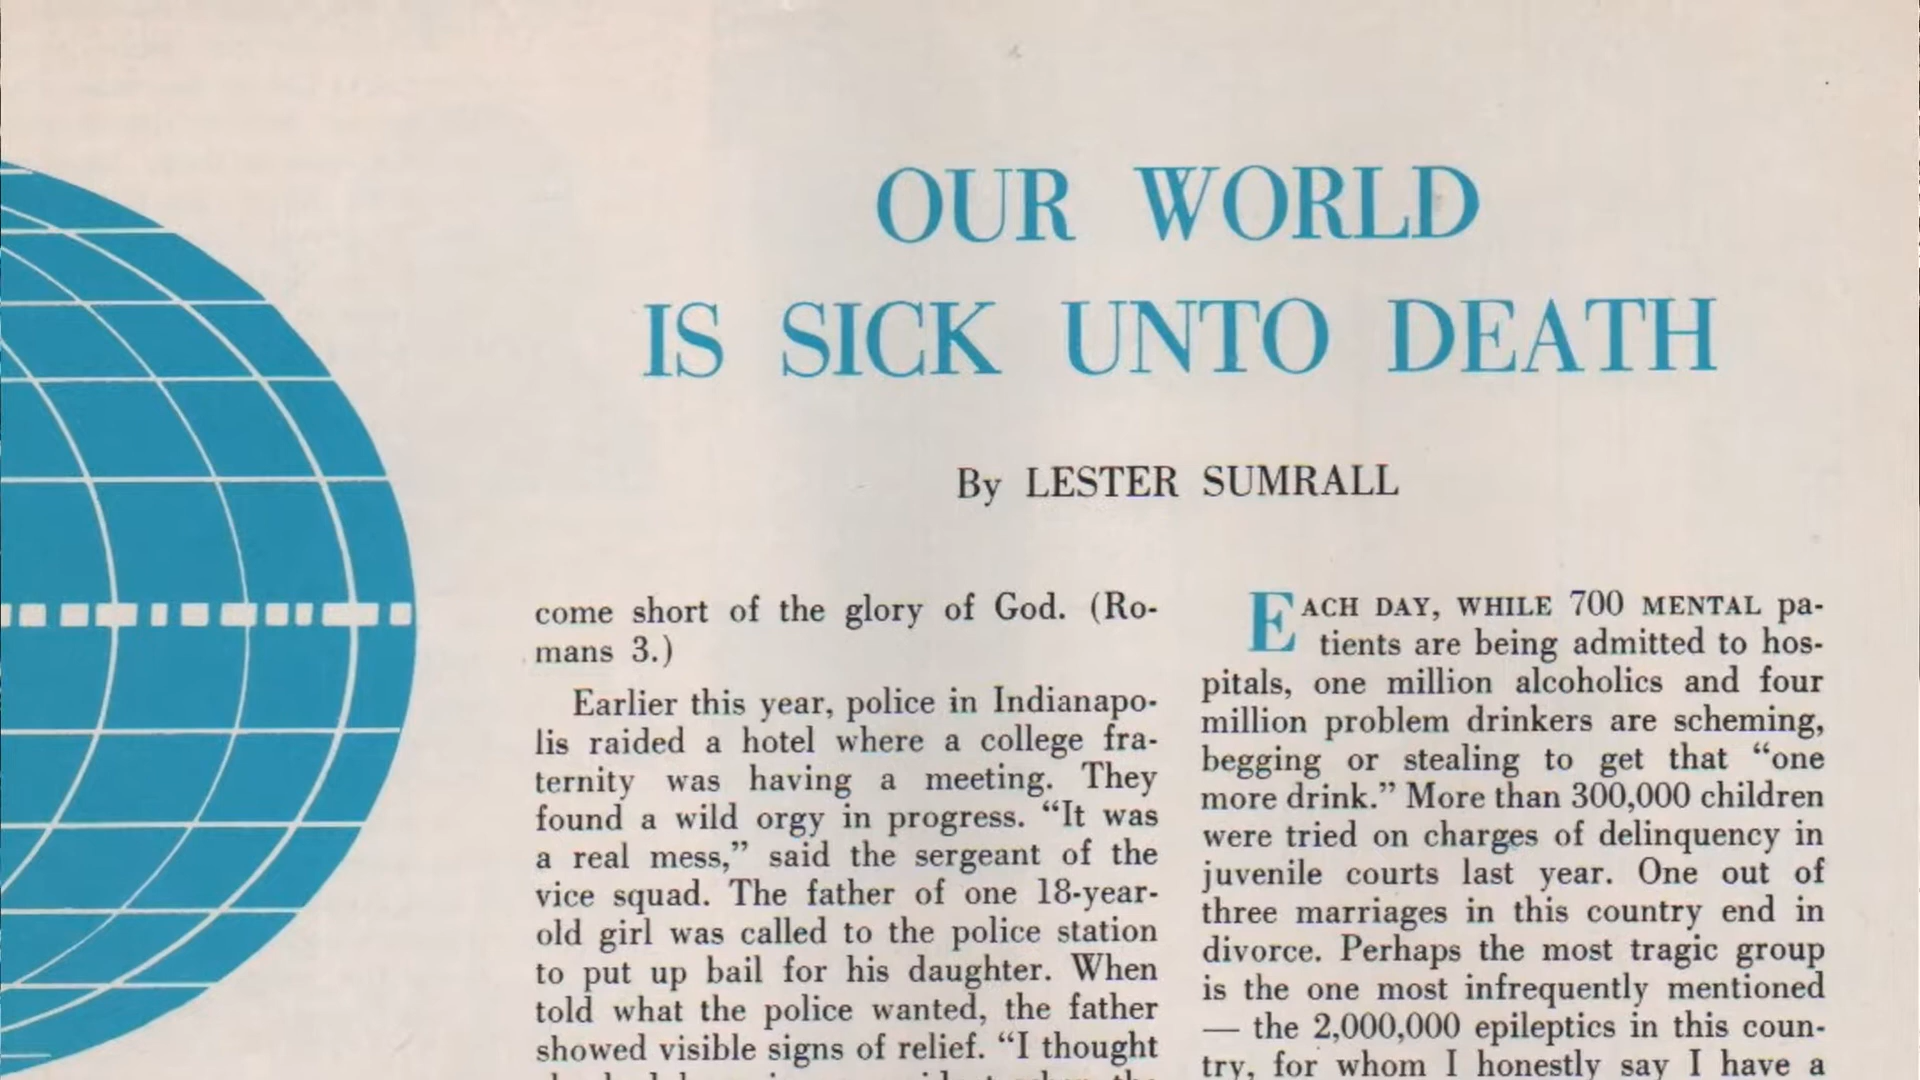 OUR WORLD
IS SICK UNTO DEATH
By LESTER SUMRALL
come short of the glory of God. (Ro-
mans 3.)
Earlier this year, police in Indianapo-
lis raided a hotel where a college fra-
ternity was having a meeting. They
found a wild orgy in progress. “It was
a real mess,” said the sergeant of the
vice squad. The father of one 18-year-
old girl was called to the police station
to put up bail for his daughter. When
told what the police wanted, the father
showed visible signs of relief. “I thought
EACH DAY, WHILE 700 MENTAL pa-
tients are being admitted to hos-
pitals, one million alcoholics and four
million problem drinkers are scheming,
begging or stealing to get that “one
more drink.” More than 300,000 children
were tried on charges of delinquency in
juvenile courts last year. One out of
three marriages in this country end in
divorce. Perhaps the most tragic group
is the one most infrequently mentioned
— the 2,000,000 epileptics in this coun-
try, for whom I honestly say I have a